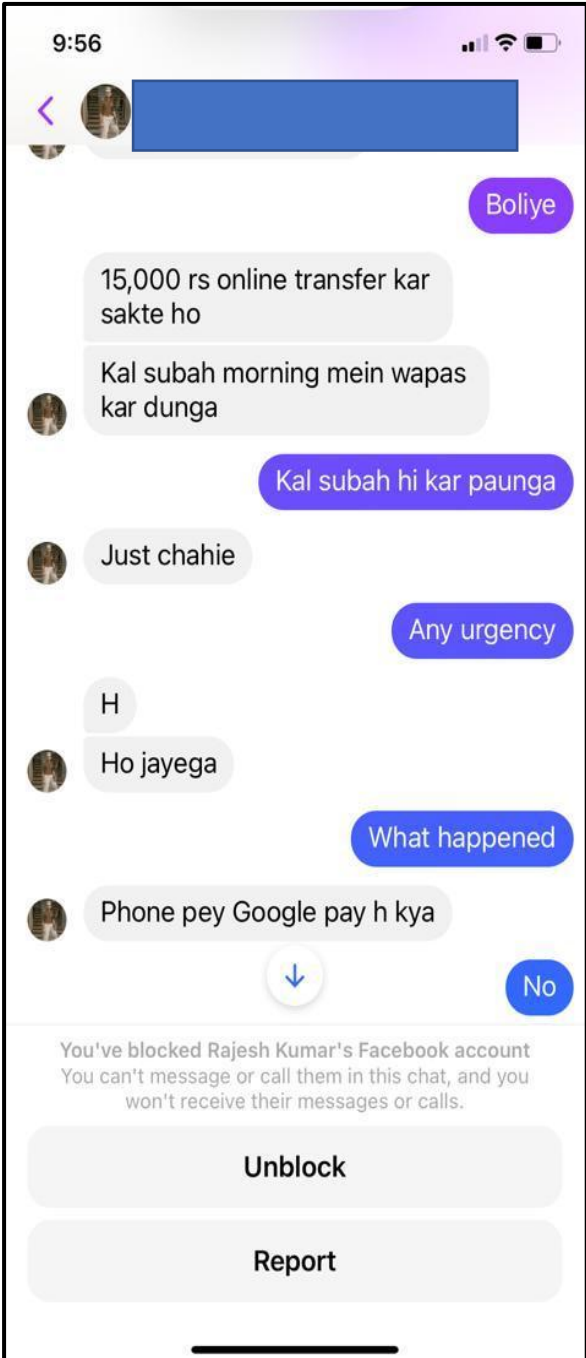 9:56
Boliye
15,000 rs online transfer kar
sakte ho
Kal subah morning mein wapas
kar dunga
Kal subah hi kar paunga
Just chahie
Any urgency
H
Ho jayega
What happened
Phone pey Google pay h kya
No
You've blocked Rajesh Kumar's Facebook account
You can't message or call them in this chat, and you
won't receive their messages or calls.
Unblock
Report